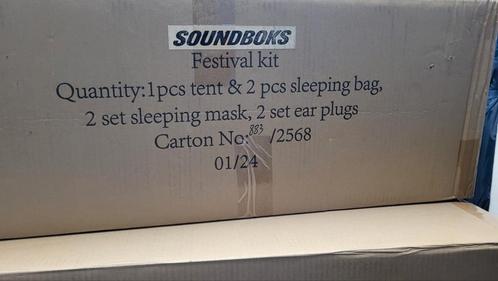 SOUNDBOKS
Festival kit
Quantity:1pcs tent & 2 pcs sleeping bag,
2 set sleeping mask, 2 set ear plugs
Carton No:883/2568
01/24